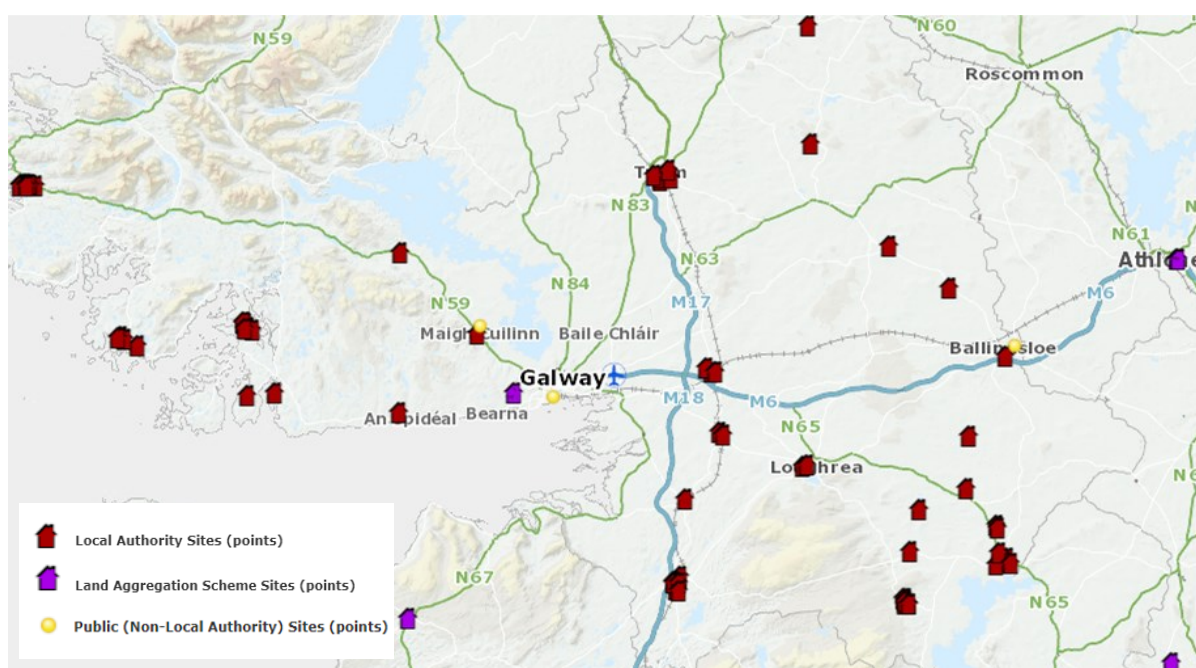 N59
N60
Roscommon
N83
N63
N61
N84
M17
M6
N59
Maigh Cuilinn
Baile Chláir
Galway
M18
M6
Bearna
N65
Loughrea
N67
N65
Local Authority Sites (points)
Land Aggregation Scheme Sites (points)
Public (Non-Local Authority) Sites (points)